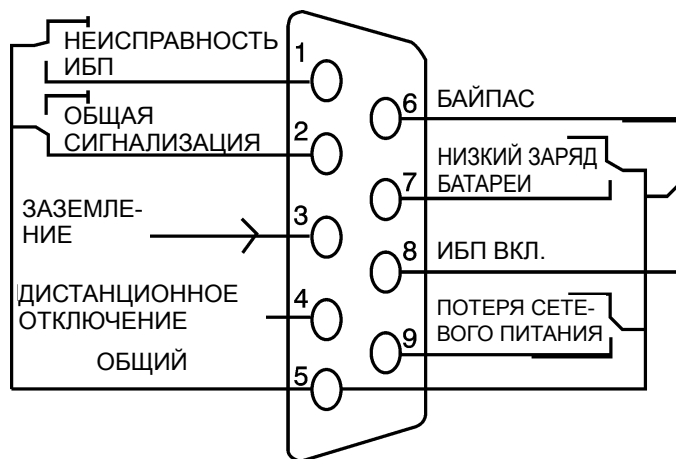 НЕИСПРАВНОСТЬ
ИБП
1
ОБЩАЯ
СИГНАЛИЗАЦИЯ
2
ЗАЗЕМЛЕ-
НИЕ
3
ДИСТАНЦИОННОЕ
ОТКЛЮЧЕНИЕ
4
ОБЩИЙ
5
6
БАЙПАС
7
НИЗКИЙ ЗАРЯД
БАТАРЕИ
8
ИБП ВКЛ.
9
ПОТЕРЯ СЕТЕ-
ВОГО ПИТАНИЯ